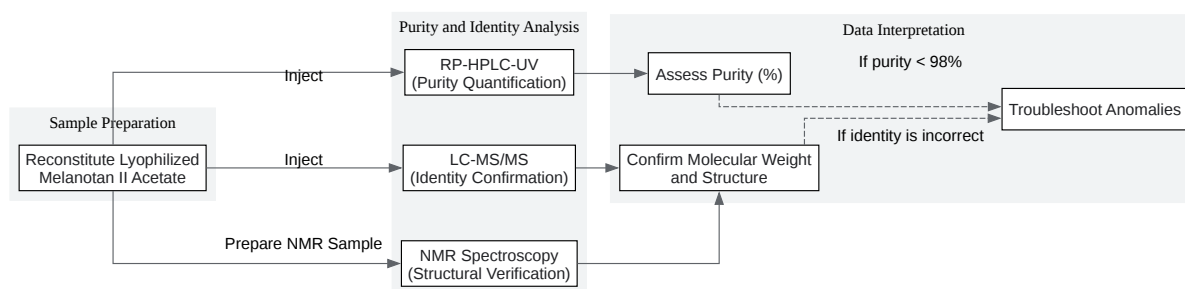 Purity and Identity Analysis
Data Interpretation
RP-HPLC-UV
(Purity Quantification)
If purity < 98%
Inject
Assess Purity (%)
Troubleshoot Anomalies
Sample Preparation
If identity is incorrect
Reconstitute Lyophilized
Melanotan II Acetate
Inject
LC-MS/MS
(Identity Confirmation)
Confirm Molecular Weight
and Structure
Prepare NMR Sample
NMR Spectroscopy
(Structural Verification)